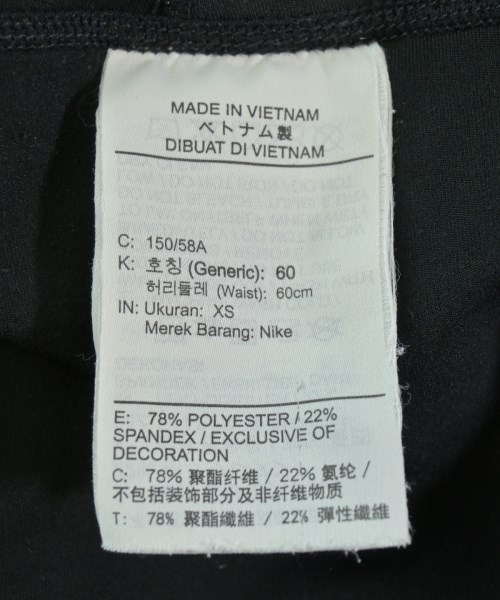 MADE IN VIETNAM
ベトナム製
DIBUAT DI VIETNAM
C: 150/58A
K: 호칭 (Generic): 60
허리둘레 (Waist): 60cm
IN: Ukuran: XS
Merek Barang: Nike
E: 78% POLYESTER / 22%
SPANDEX / EXCLUSIVE OF
DECORATION
C: 78% 聚酯纤维 / 22% 氨纶 /
不包括装饰部分及非纤维物质
T: 78% 聚酯纖維 / 22% 彈性纖維